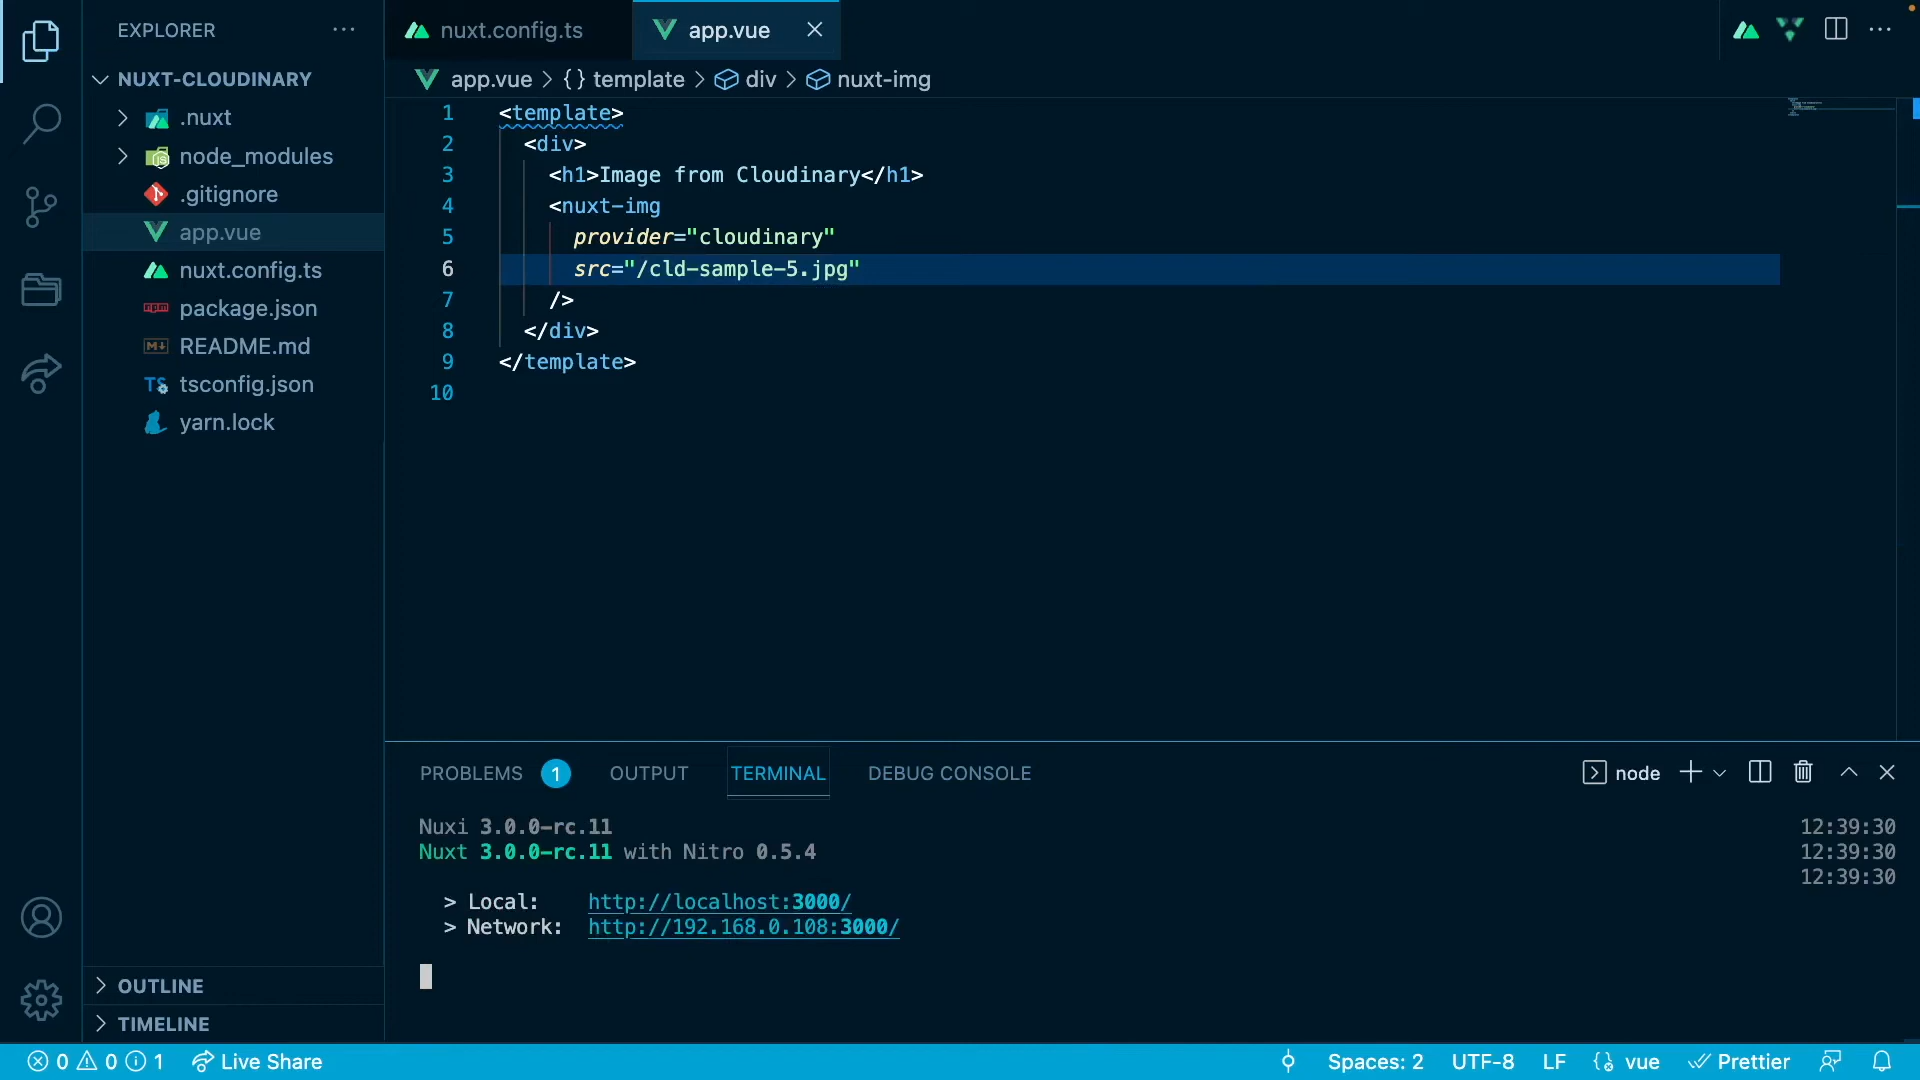 EXPLORER
NUXT-CLOUDINARY
.nuxt
node_modules
.gitignore
app.vue
nuxt.config.ts
package.json
README.md
tsconfig.json
yarn.lock
OUTLINE
TIMELINE
nuxt.config.ts
app.vue
app.vue > {} template > div > nuxt-img
1 <template>
2 <div>
3 <h1>Image from Cloudinary</h1>
4 <nuxt-img
5 provider="cloudinary"
6 src="/cld-sample-5.jpg"
7 />
8 </div>
9 </template>
10
PROBLEMS 1 OUTPUT TERMINAL DEBUG CONSOLE node
Nuxi 3.0.0-rc.11 12:39:30
Nuxt 3.0.0-rc.11 with Nitro 0.5.4 12:39:30
12:39:30
> Local: http://localhost:3000/
> Network: http://192.168.0.108:3000/
0 0 1 Live Share Spaces: 2 UTF-8 LF vue Prettier